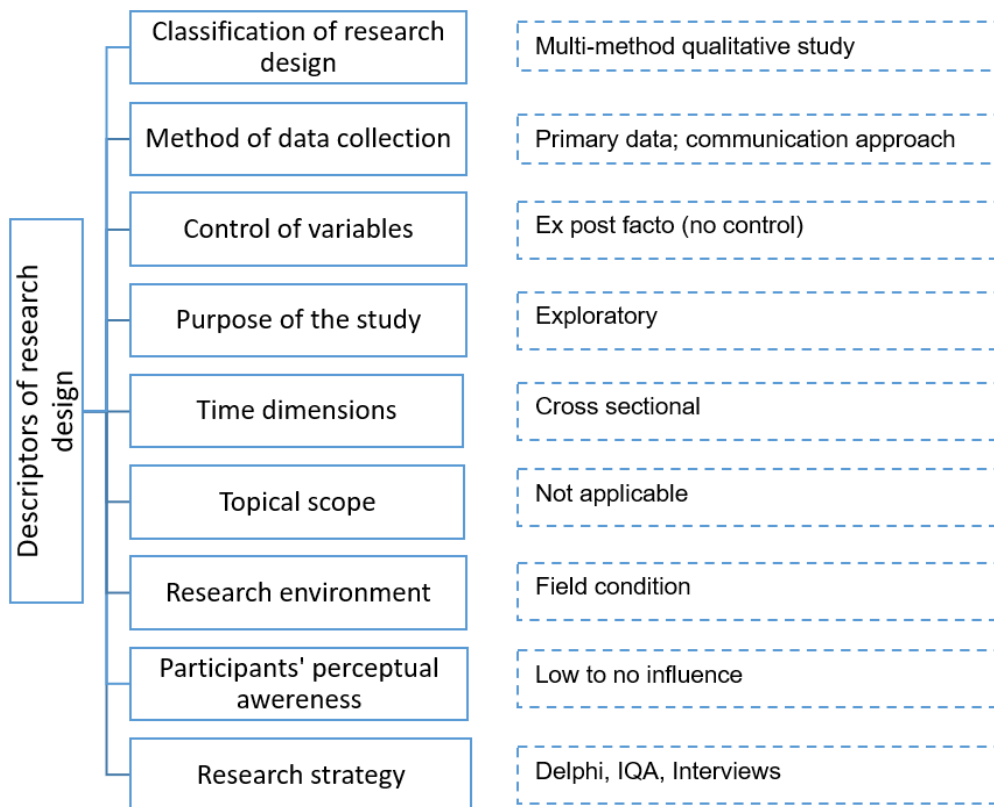 Descriptors of research
design
Classification of research
design
Multi-method qualitative study
Method of data collection
Primary data; communication approach
Control of variables
Ex post facto (no control)
Purpose of the study
Exploratory
Time dimensions
Cross sectional
Topical scope
Not applicable
Research environment
Field condition
Participants' perceptual
awereness
Low to no influence
Research strategy
Delphi, IQA, Interviews